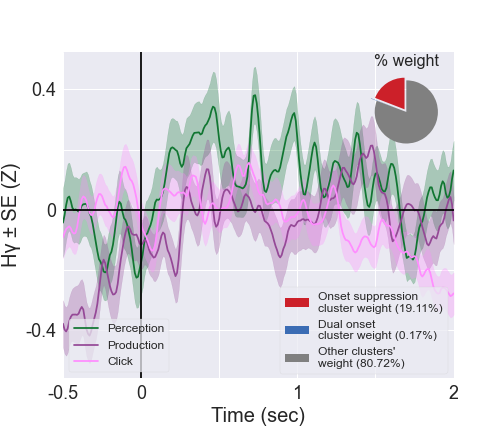 % weight
0.4
0
-0.4
Hγ ± SE (Z)
Perception
Production
Click
Onset suppression
cluster weight (19.11%)
Dual onset
cluster weight (0.17%)
Other clusters'
weight (80.72%)
-0.5
0
1
2
Time (sec)